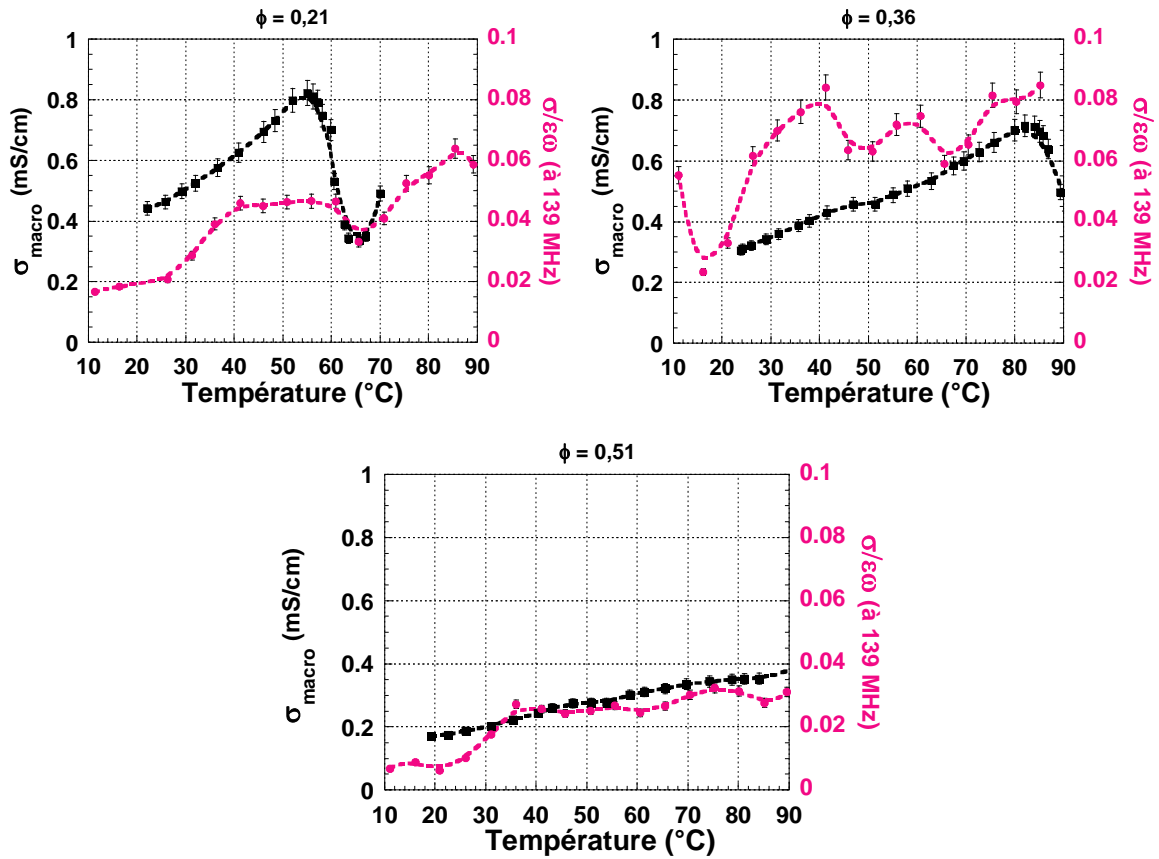 ϕ = 0,21
σmacro (mS/cm)
1
0.8
0.6
0.4
0.2
0
0.1
0.08
0.06
0.04
0.02
0
σ/εω (à 139 MHz)
10 20 30 40 50 60 70 80 90
Température (°C)
ϕ = 0,36
σmacro (mS/cm)
1
0.8
0.6
0.4
0.2
0
0.1
0.08
0.06
0.04
0.02
0
σ/εω (à 139 MHz)
10 20 30 40 50 60 70 80 90
Température (°C)
ϕ = 0,51
σmacro (mS/cm)
1
0.8
0.6
0.4
0.2
0
0.1
0.08
0.06
0.04
0.02
0
σ/εω (à 139 MHz)
10 20 30 40 50 60 70 80 90
Température (°C)